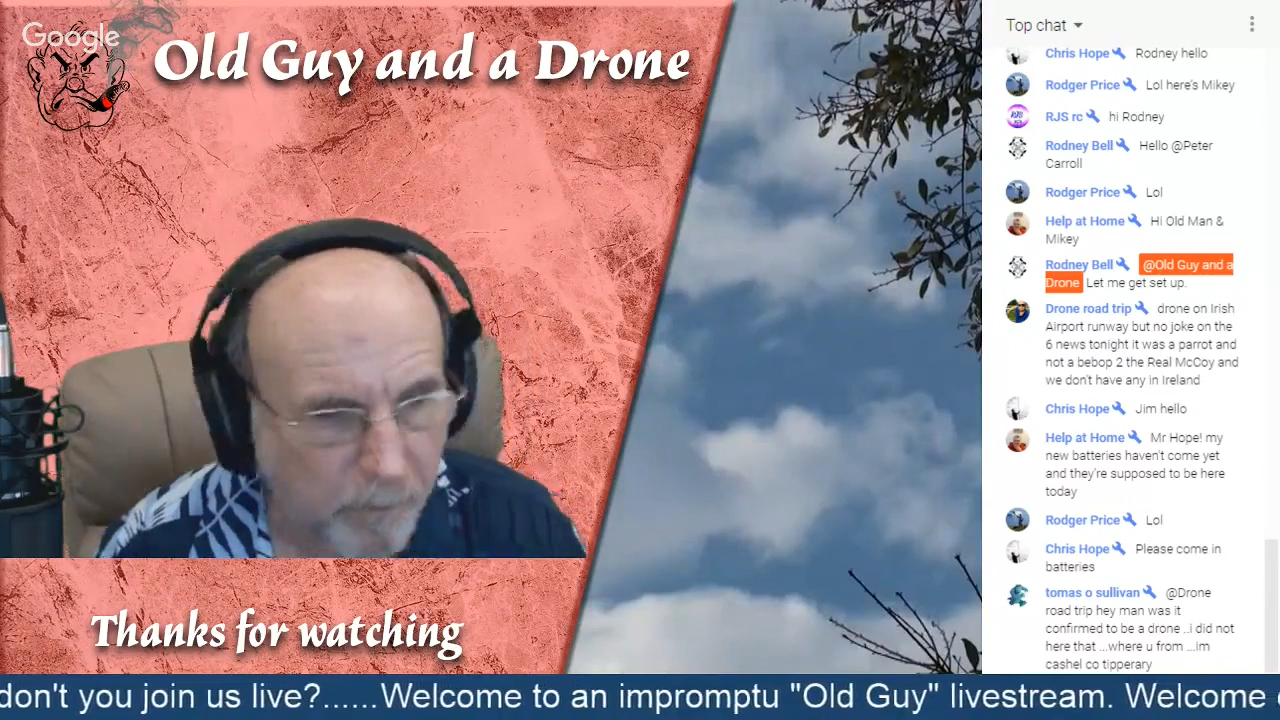 Google
Old Guy and a Drone
Thanks for watching
Top chat
Chris Hope Rodney hello
Rodger Price Lol here's Mikey
RJS rc hi Rodney
Rodney Bell Hello @Peter
Carroll
Rodger Price Lol
Help at Home Hi Old Man &
Mikey
Rodney Bell @Old Guy and a
Drone Let me get set up.
Drone road trip drone on Irish
Airport runway but no joke on the
6 news tonight it was a parrot and
not a bebop 2 the Real McCoy and
we don't have any in Ireland
Chris Hope Jim hello
Help at Home Mr Hope! my
new batteries haven't come yet
and they're supposed to be here
today
Rodger Price Lol
Chris Hope Please come in
batteries
tomas o sullivan @Drone
road trip hey man was it
confirmed to be a drone ..i did not
here that ...where u from ...im
cashel co tipperary
don't you join us live?......Welcome to an impromptu "Old Guy" livestream. Welcome